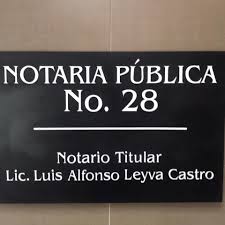 NOTARIA PÚBLICA
No. 28
Notario Titular
Lic. Luis Alfonso Leyva Castro